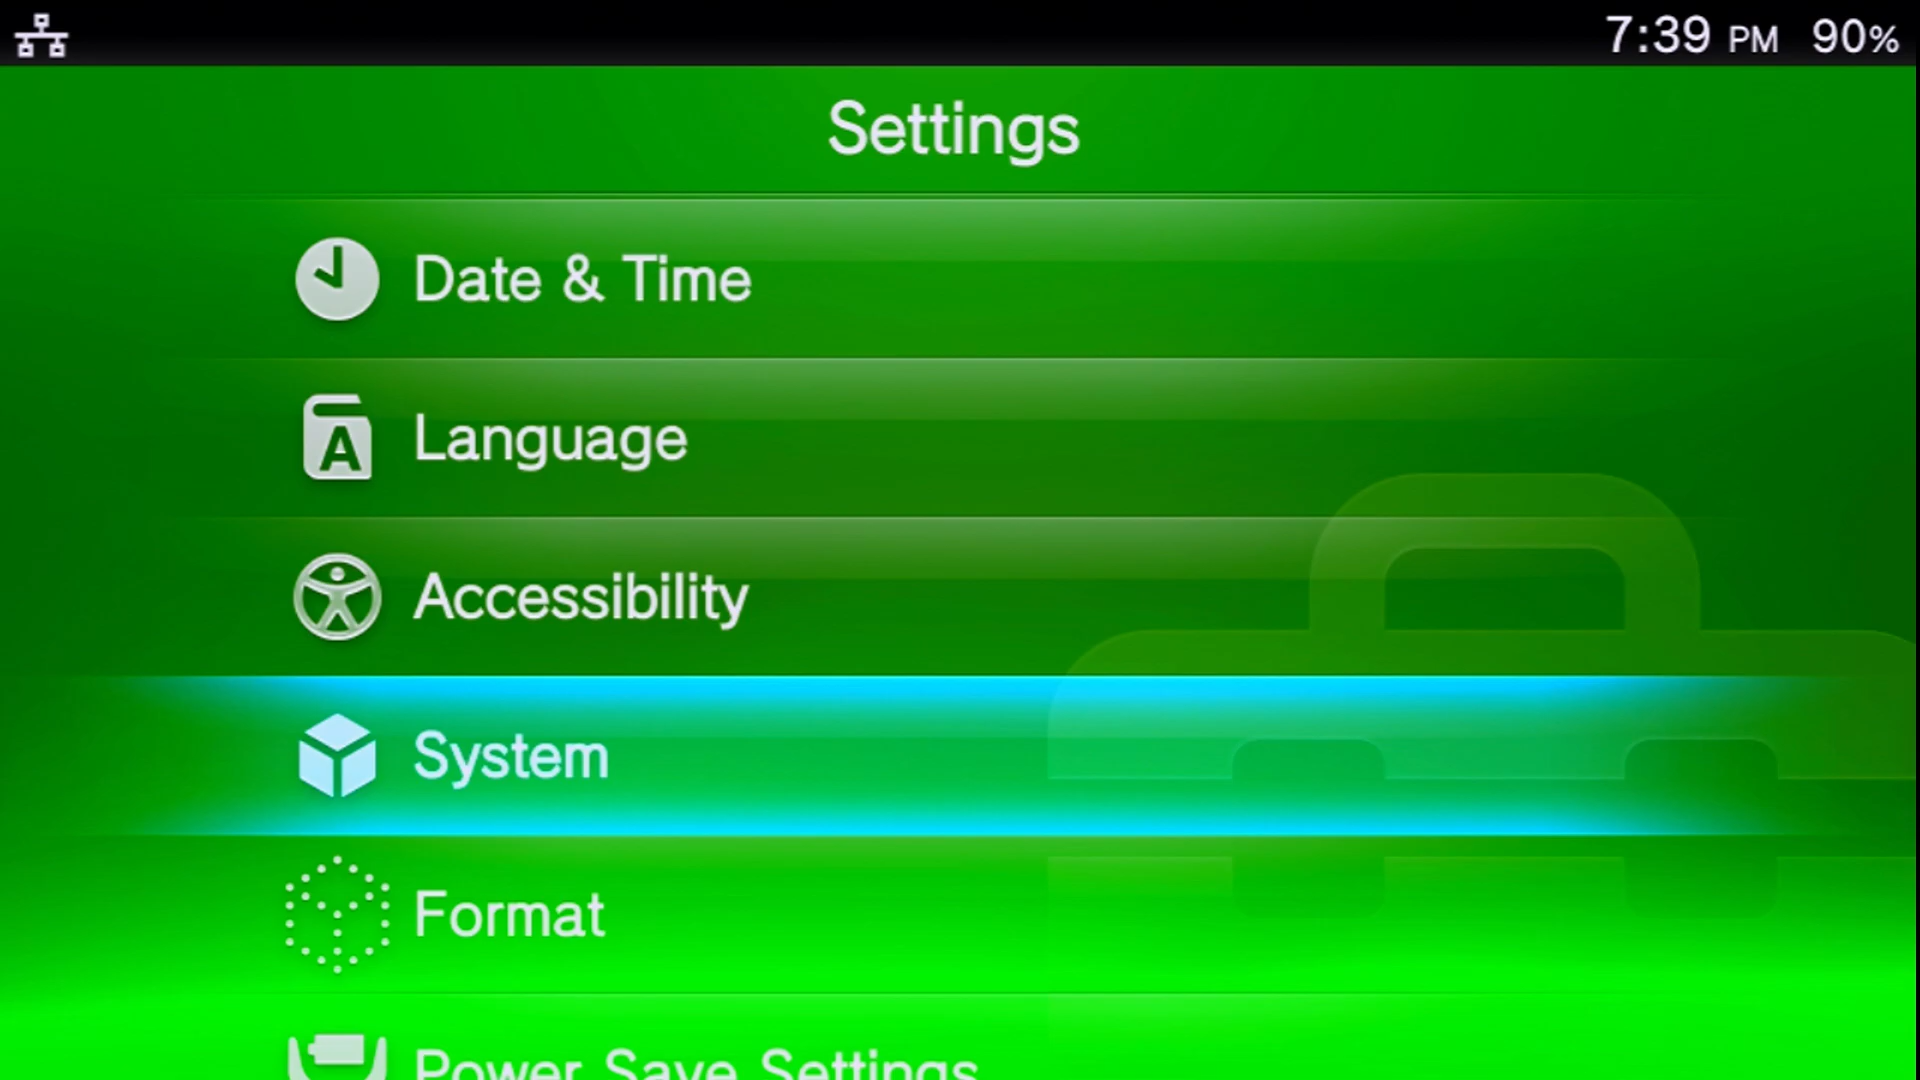 7:39 PM 90%
Settings
Date & Time
A Language
Accessibility
System
Format
Power Save Settings